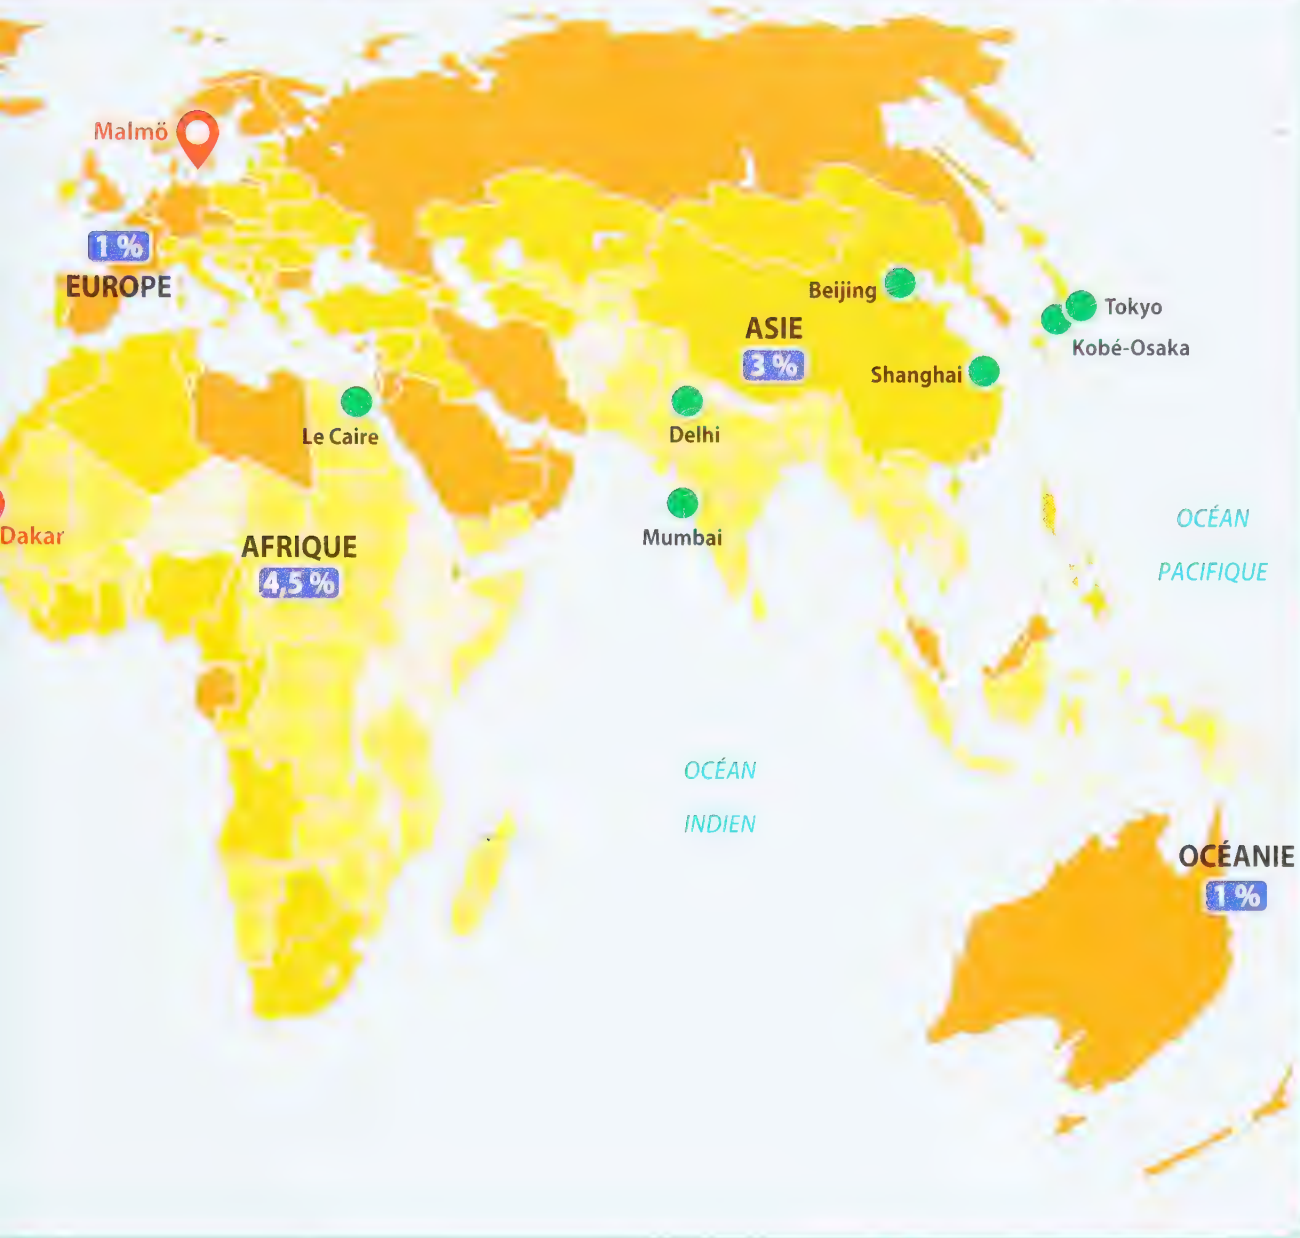 Malmö
1 %
EUROPE
Beijing
Tokyo
ASIE
3 %
Kobé-Osaka
Shanghai
Le Caire
Delhi
Mumbai
Dakar
AFRIQUE
4,5 %
OCÉAN
PACIFIQUE
OCÉAN
INDIEN
OCÉANIE
1 %